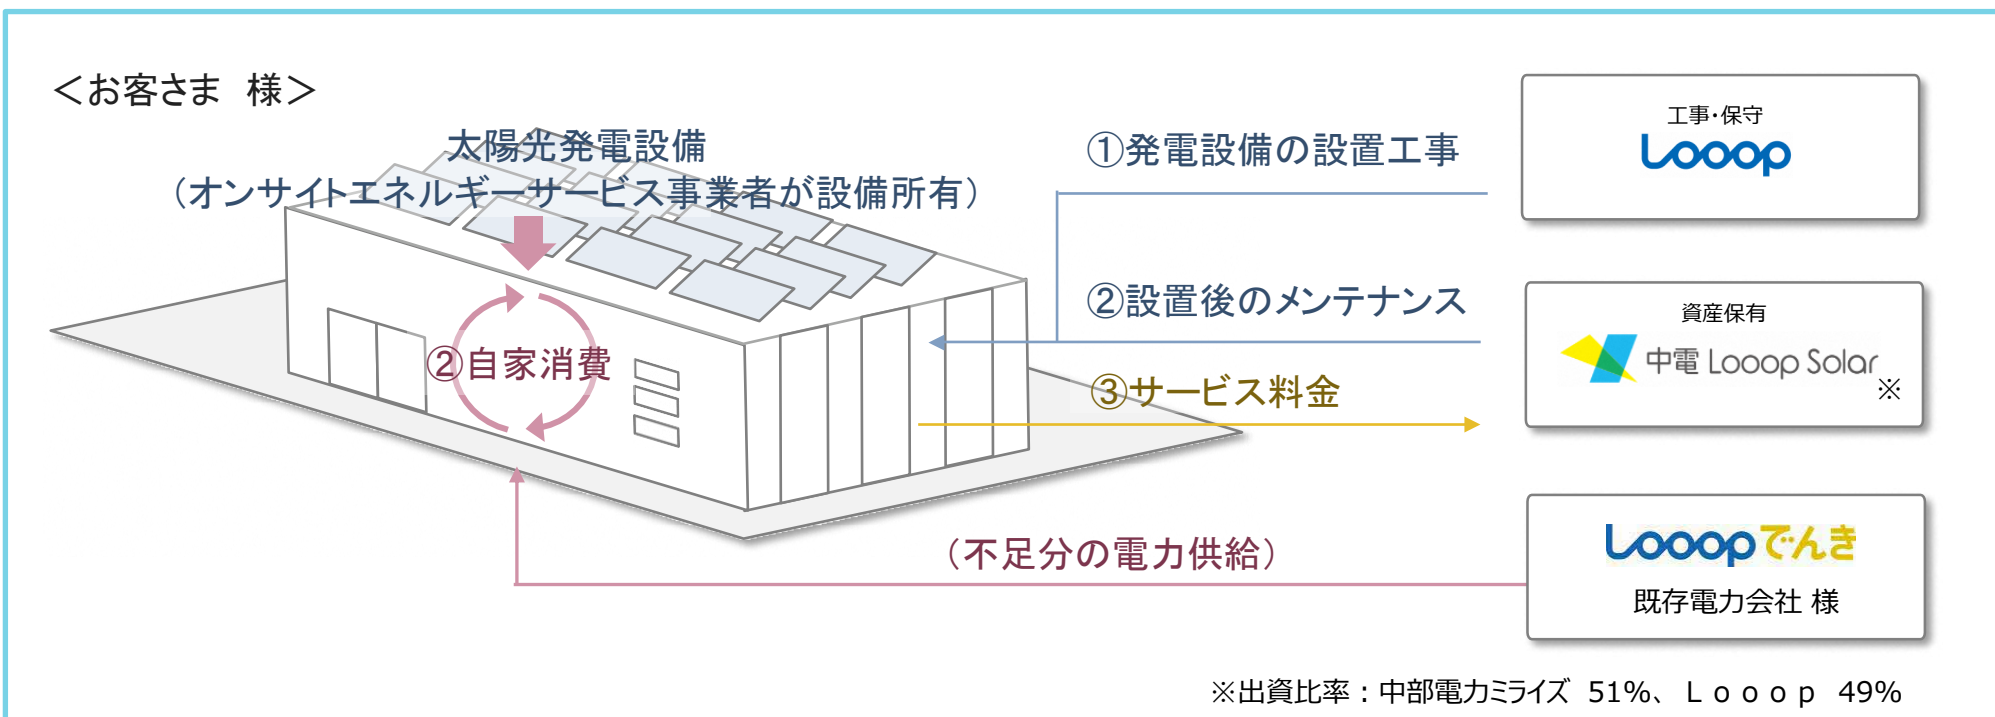 ＜お客さま 様＞
太陽光発電設備
（オンサイトエネルギーサービス事業者が設備所有）
②自家消費
①発電設備の設置工事
②設置後のメンテナンス
③サービス料金
（不足分の電力供給）
工事・保守
Looop
資産保有
中電 Looop Solar
※
Looopでんき
既存電力会社 様
※出資比率：中部電力ミライズ 51%、Ｌｏｏｏｐ 49%